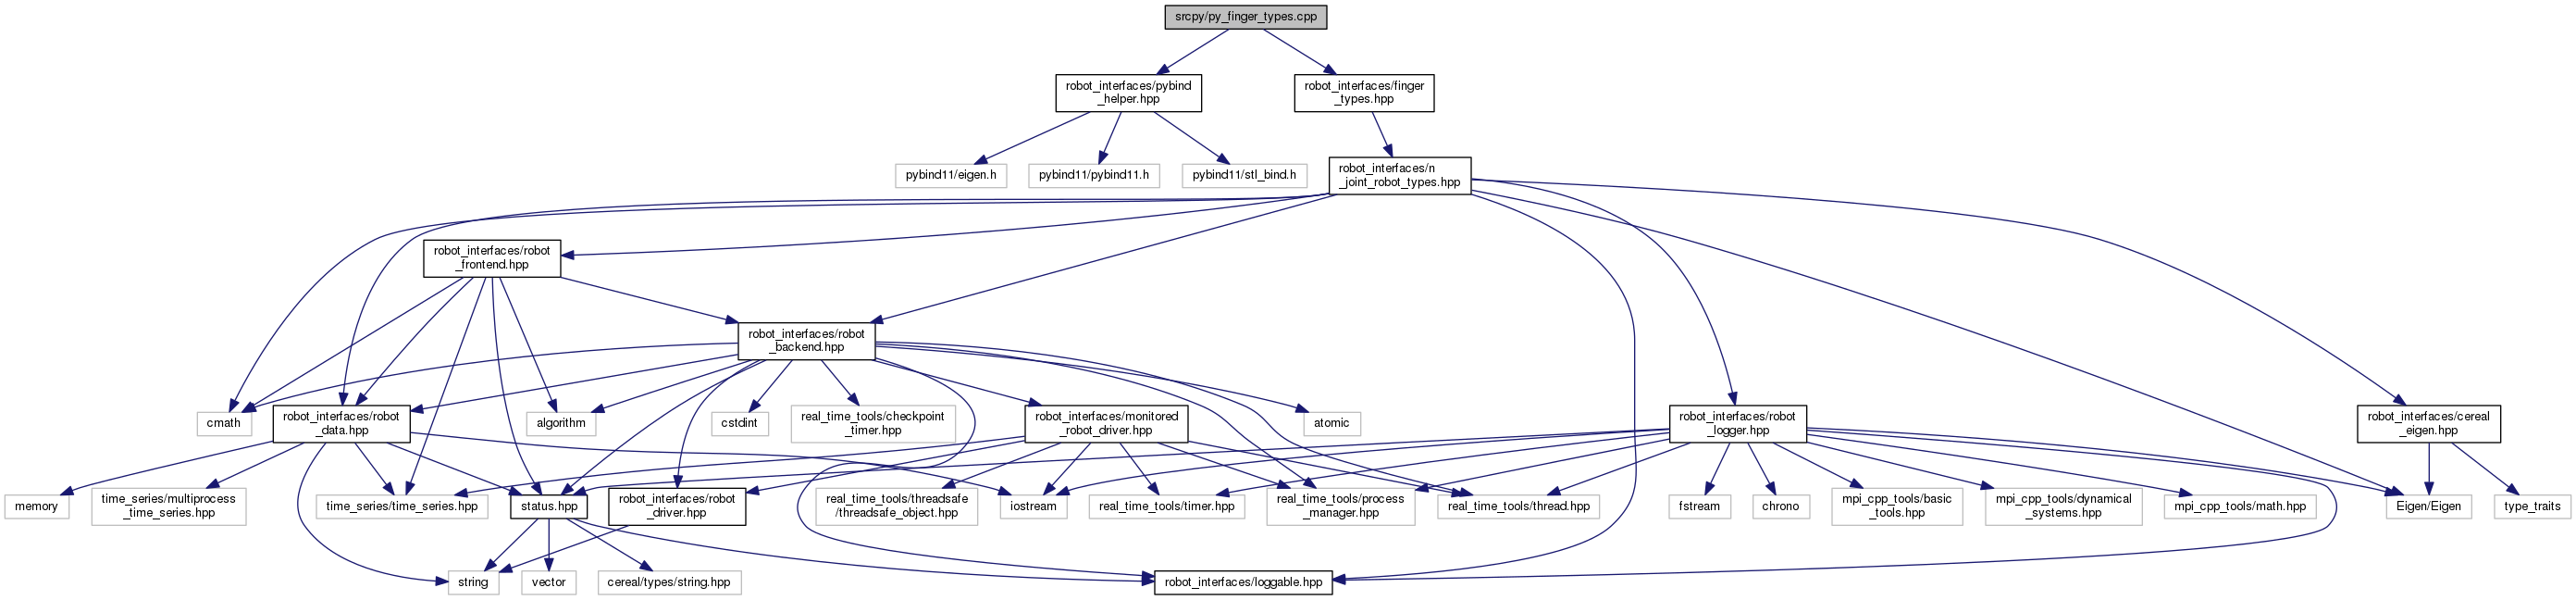 srcpy/py_finger_types.cpp
robot_interfaces/pybind
_helper.hpp
robot_interfaces/finger
_types.hpp
pybind11/eigen.h
pybind11/pybind11.h
pybind11/stl_bind.h
robot_interfaces/n
_joint_robot_types.hpp
robot_interfaces/robot
_frontend.hpp
robot_interfaces/robot
_backend.hpp
cmath
robot_interfaces/robot
_data.hpp
algorithm
cstdint
real_time_tools/checkpoint
_timer.hpp
robot_interfaces/monitored
_robot_driver.hpp
atomic
robot_interfaces/robot
_logger.hpp
robot_interfaces/cereal
_eigen.hpp
memory
time_series/multiprocess
_time_series.hpp
time_series/time_series.hpp
status.hpp
robot_interfaces/robot
_driver.hpp
real_time_tools/threadsafe
/threadsafe_object.hpp
iostream
real_time_tools/timer.hpp
real_time_tools/process
_manager.hpp
real_time_tools/thread.hpp
fstream
chrono
mpi_cpp_tools/basic
_tools.hpp
mpi_cpp_tools/dynamical
_systems.hpp
mpi_cpp_tools/math.hpp
Eigen/Eigen
type_traits
string
vector
cereal/types/string.hpp
robot_interfaces/loggable.hpp